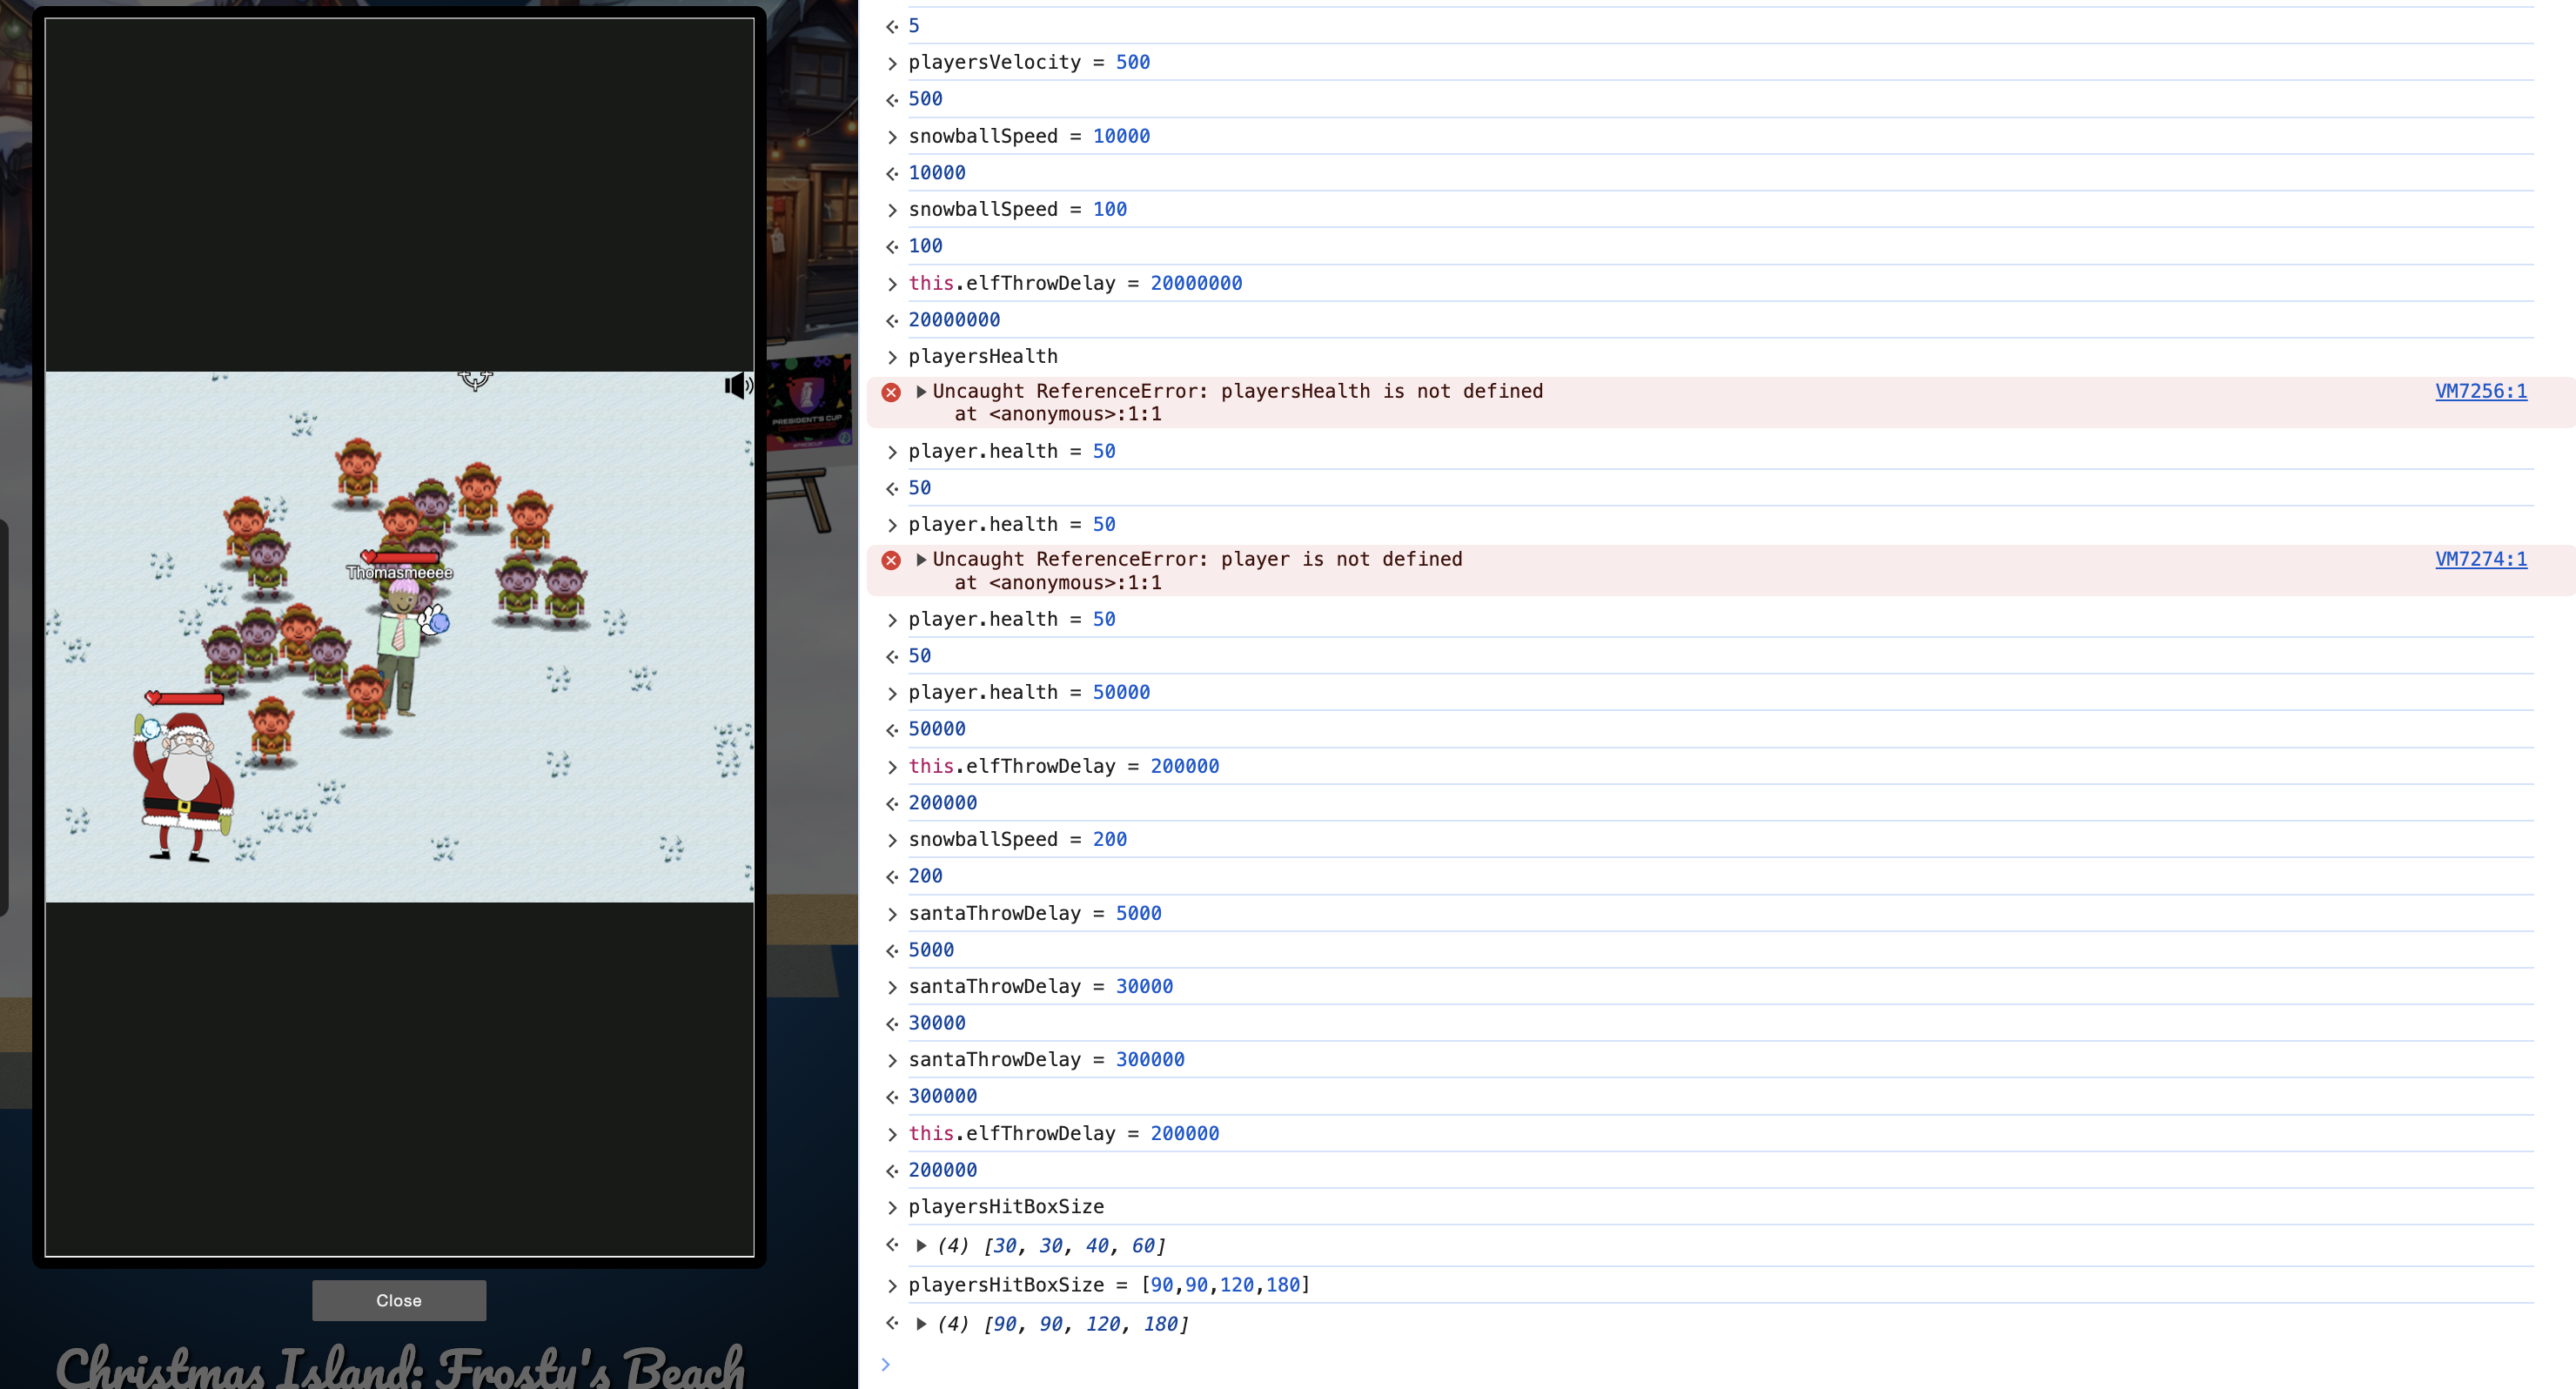 PRESIDENT'S CUP
Thomasmeeee
Close
Christmas Island: Frosty's Beach
5
playersVelocity = 500
500
snowballSpeed = 10000
10000
snowballSpeed = 100
100
this.elfThrowDelay = 20000000
20000000
playersHealth
Uncaught ReferenceError: playersHealth is not defined VM7256:1
at <anonymous>:1:1
player.health = 50
50
player.health = 50
Uncaught ReferenceError: player is not defined VM7274:1
at <anonymous>:1:1
player.health = 50
50
player.health = 50000
50000
this.elfThrowDelay = 200000
200000
snowballSpeed = 200
200
santaThrowDelay = 5000
5000
santaThrowDelay = 30000
30000
santaThrowDelay = 300000
300000
this.elfThrowDelay = 200000
200000
playersHitBoxSize
(4) [30, 30, 40, 60]
playersHitBoxSize = [90,90,120,180]
(4) [90, 90, 120, 180]